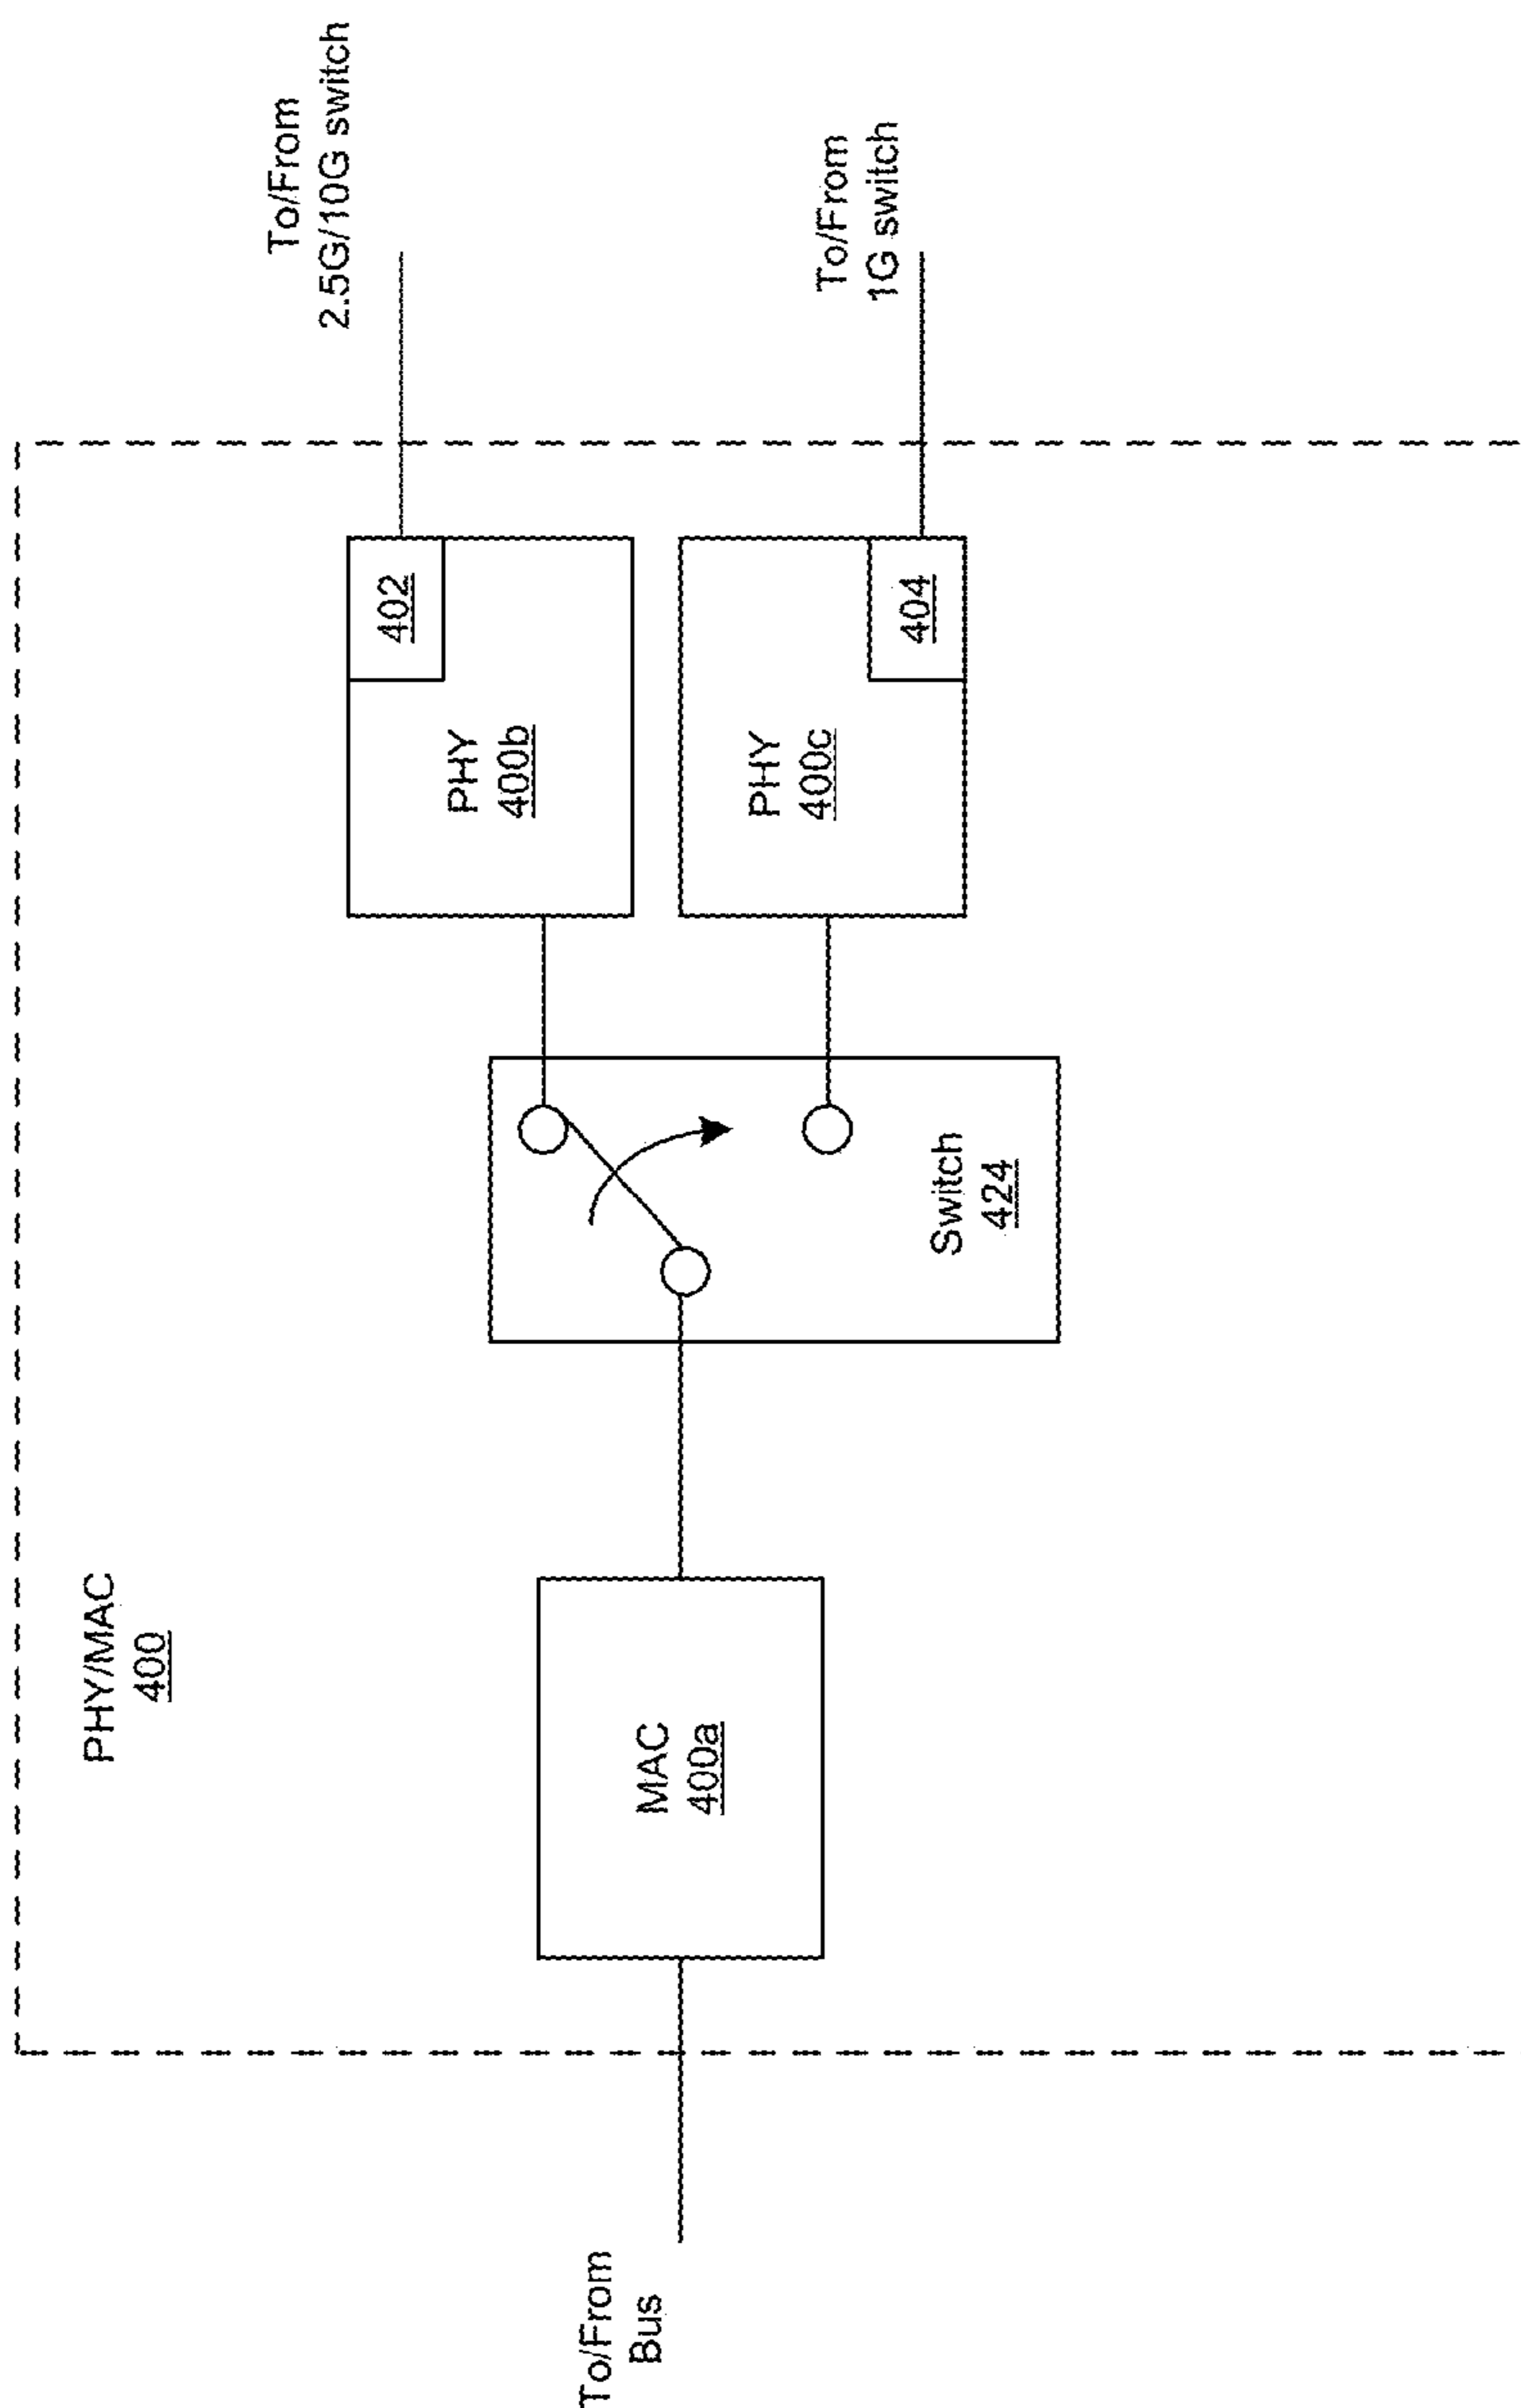 PHY/MAC
400
To/From
Bus
MAC
400a
Switch
424
PHY
400b
402
PHY
400c
404
To/From
2.5G/10G switch
To/From
1G switch